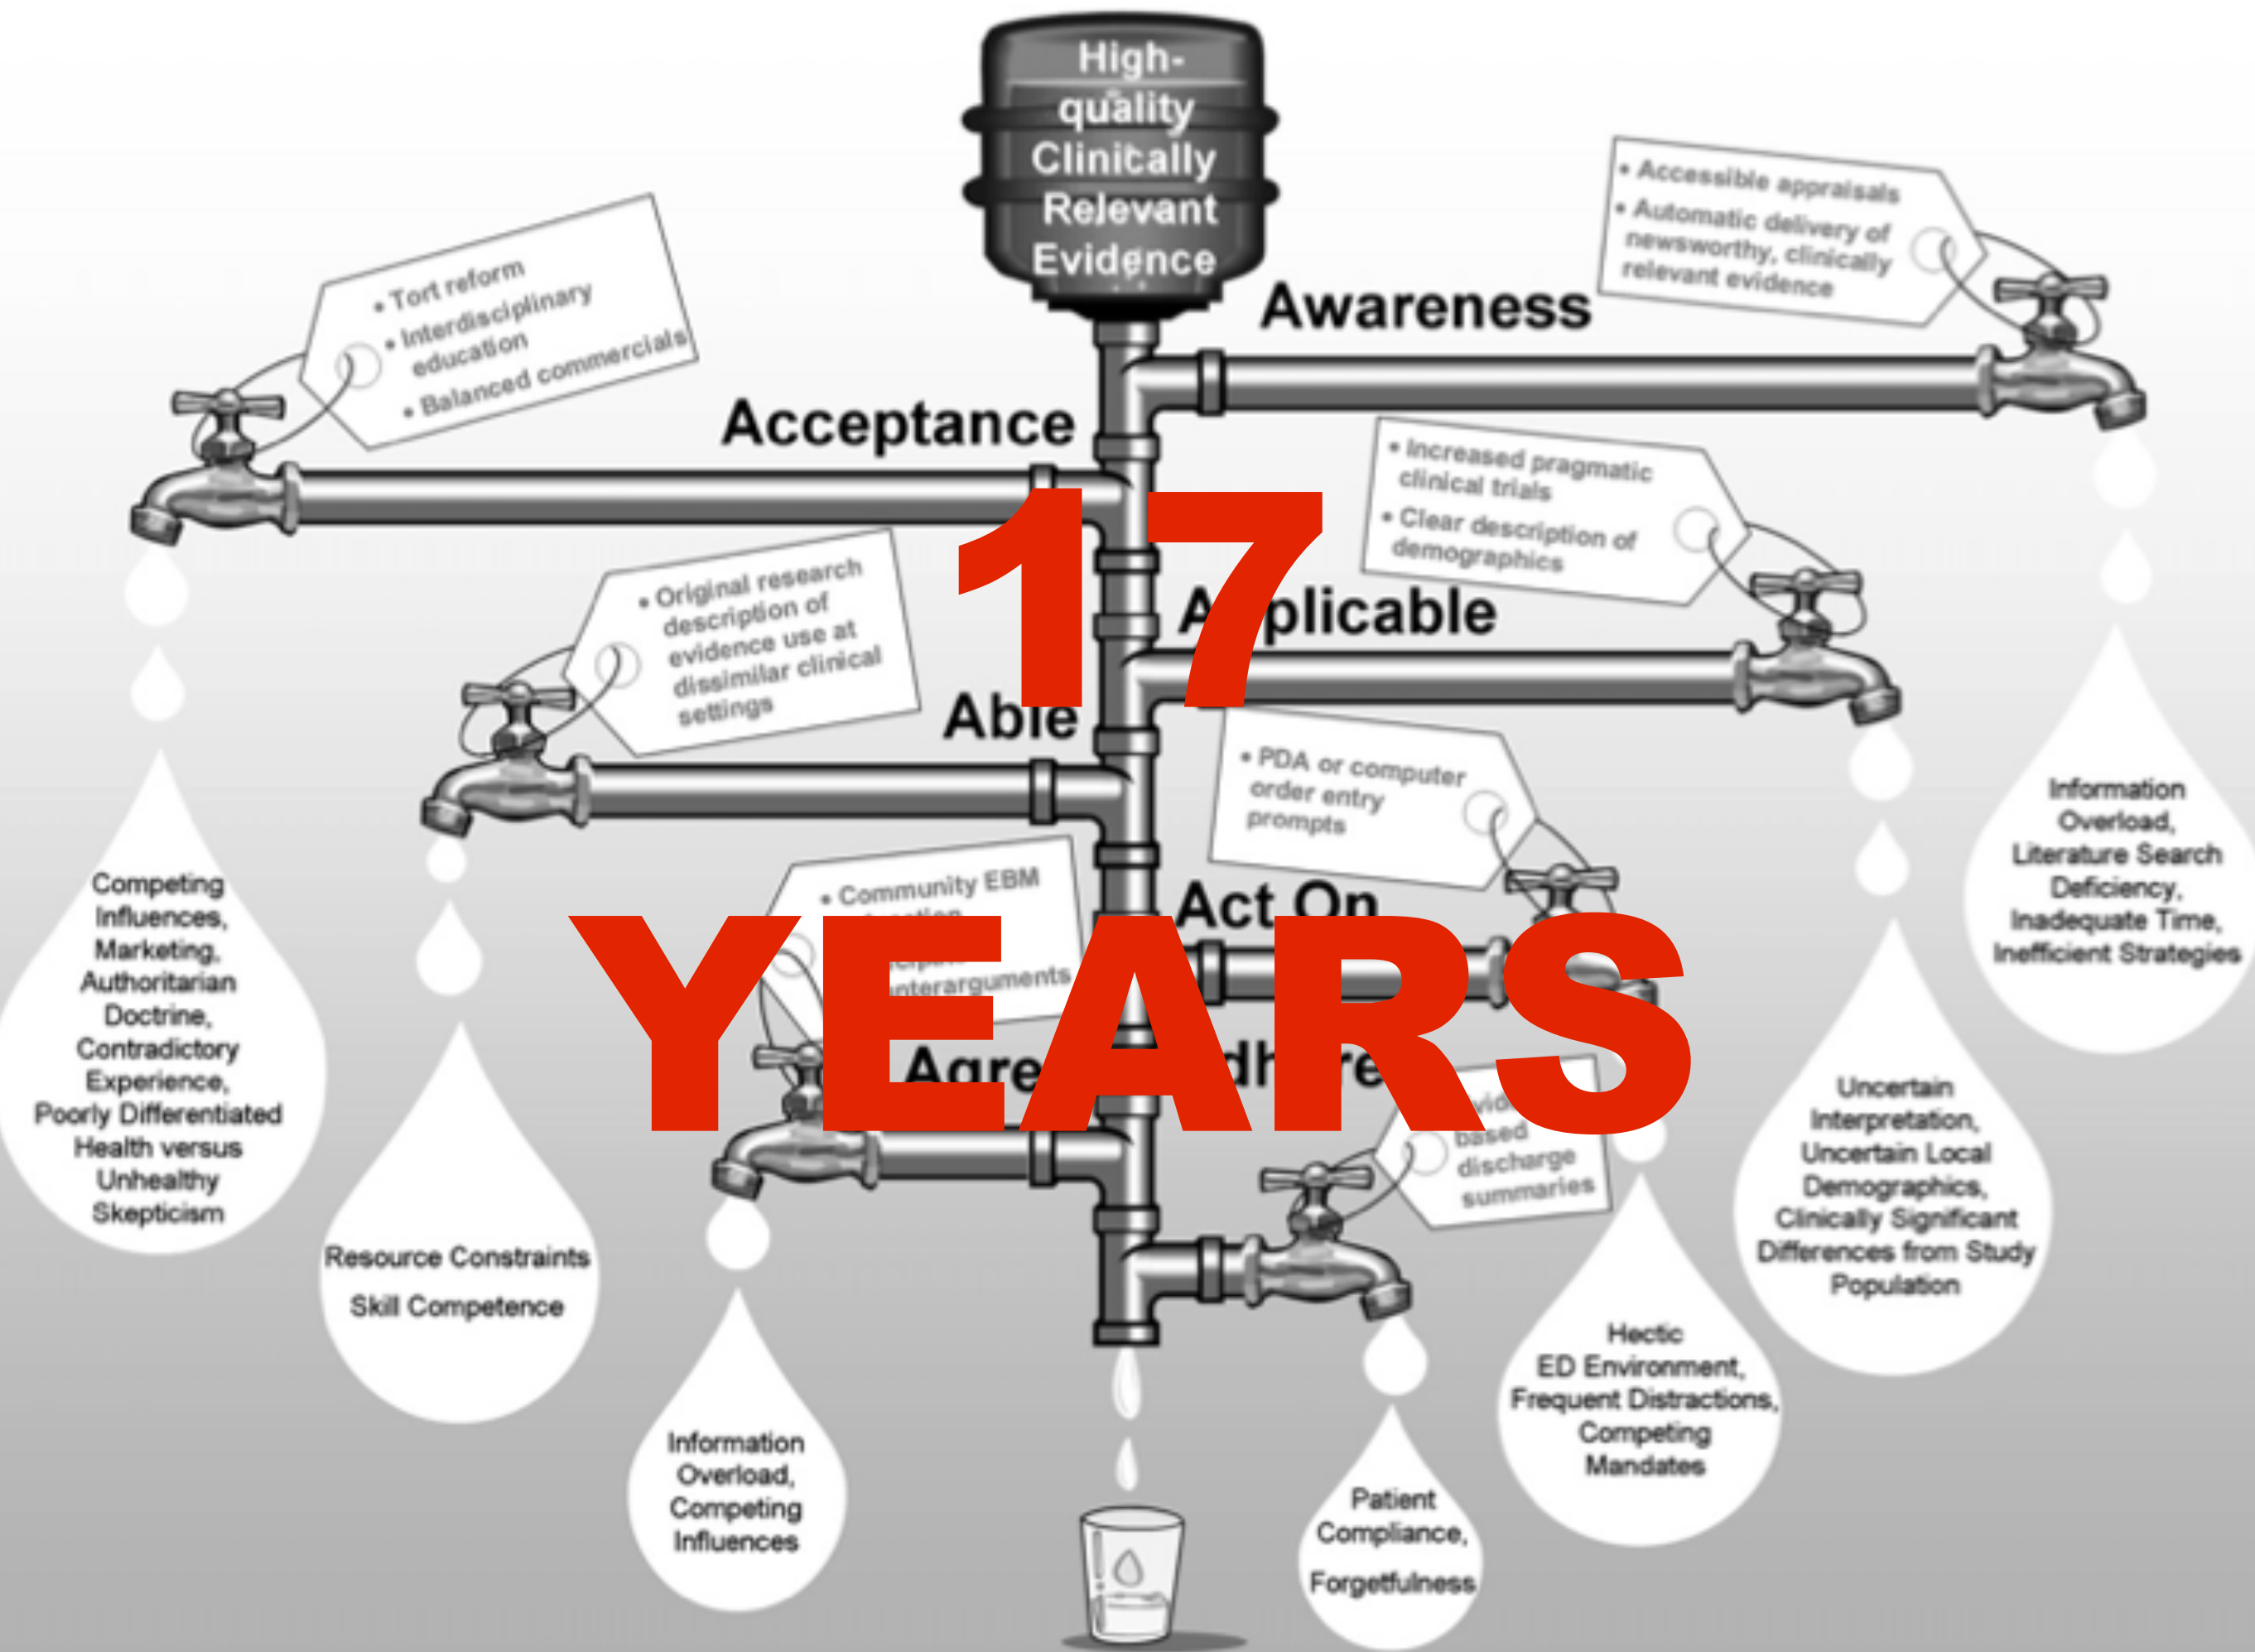 High-
quality
Clinically
Relevant
Evidence
Awareness
• Accessible appraisals
• Automatic delivery of
newsworthy, clinically
relevant evidence
Information
Overload,
Literature Search
Deficiency,
Inadequate Time,
Inefficient Strategies
Acceptance
• Tort reform
• Interdisciplinary
education
• Balanced commercials
Competing
Influences,
Marketing,
Authoritarian
Doctrine,
Contradictory
Experience,
Poorly Differentiated
Health versus
Unhealthy
Skepticism
17
YEARS
Applicable
• Increased pragmatic
clinical trials
• Clear description of
demographics
Uncertain
Interpretation,
Uncertain Local
Demographics,
Clinically Significant
Differences from Study
Population
Able
• Original research
description of
evidence use at
dissimilar clinical
settings
Resource Constraints
Skill Competence
Act On
• PDA or computer
order entry
prompts
Hectic
ED Environment,
Frequent Distractions,
Competing
Mandates
• Community EBM
Information
Overload,
Competing
Influences
based
discharge
summaries
Patient
Compliance,
Forgetfulness